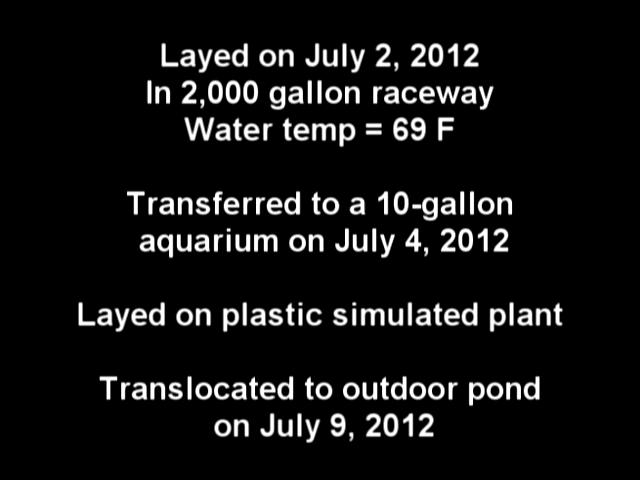 Layed on July 2, 2012
In 2,000 gallon raceway
Water temp = 69 F
Transferred to a 10-gallon
aquarium on July 4, 2012
Layed on plastic simulated plant
Translocated to outdoor pond
on July 9, 2012